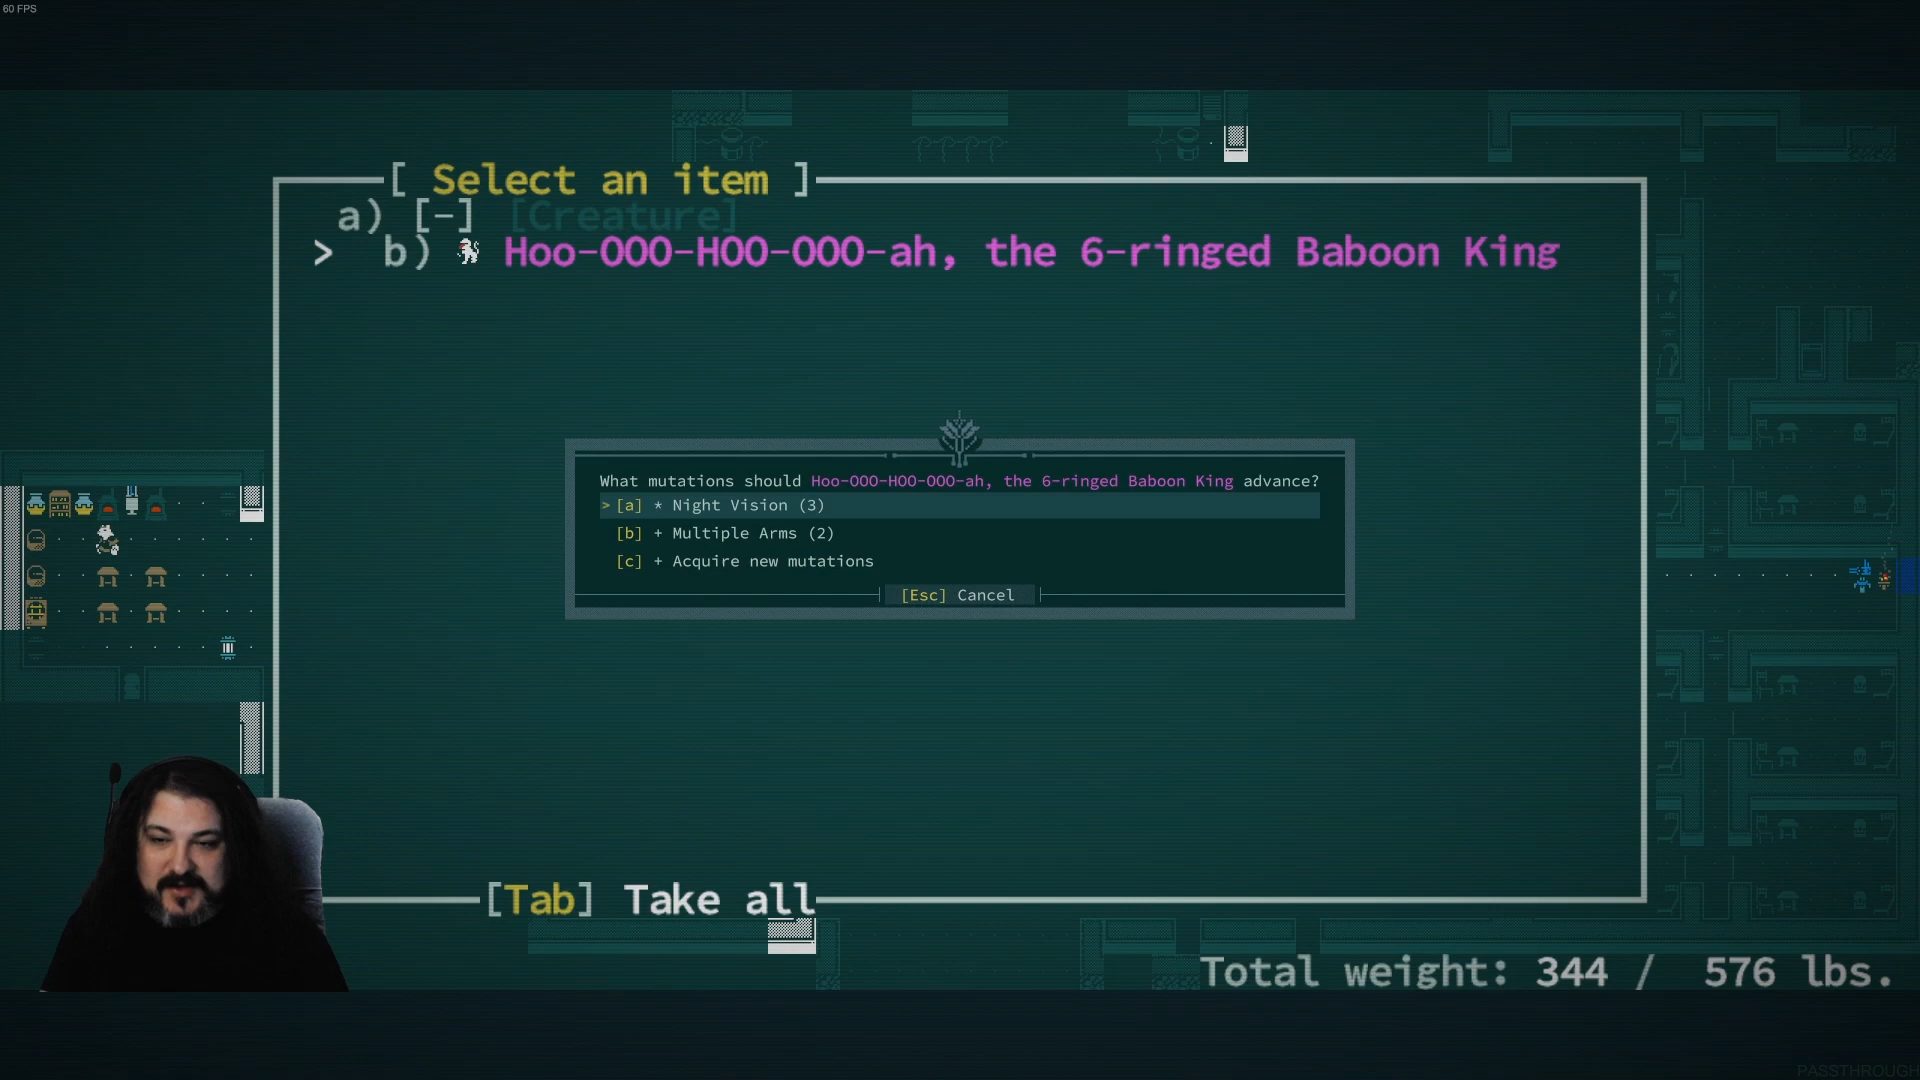 60 FPS
[ Select an item ]
a) [-] [Creature]
> b) Hoo-OOO-HOO-OOO-ah, the 6-ringed Baboon King
What mutations should Hoo-OOO-HOO-OOO-ah, the 6-ringed Baboon King advance?
> [a] * Night Vision (3)
[b] + Multiple Arms (2)
[c] + Acquire new mutations
[Esc] Cancel
[Tab] Take all
Total weight: 344 / 576 lbs.
PASSTHROUGH